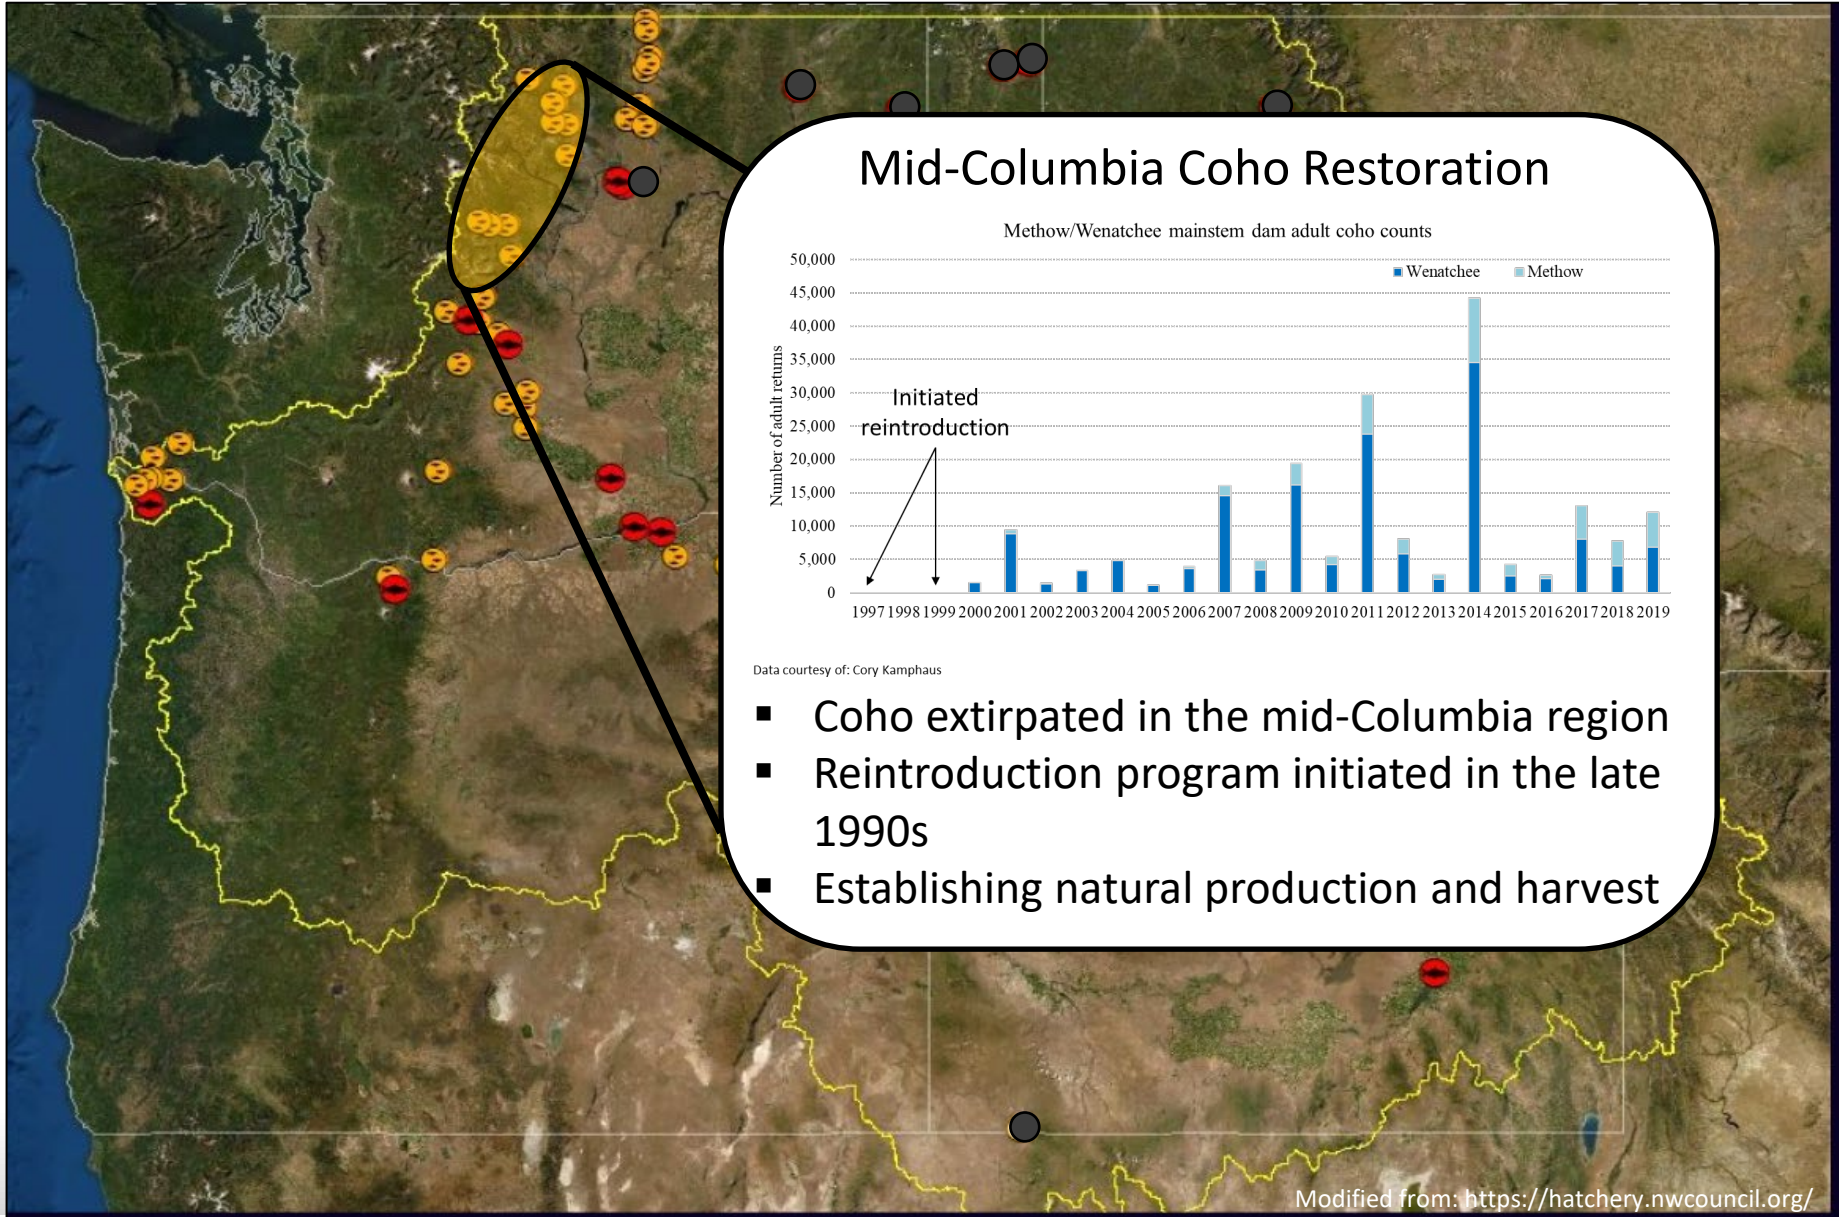 Mid-Columbia Coho Restoration
Methow/Wenatchee mainstem dam adult coho counts
Wenatchee
Methow
50,000
45,000
40,000
35,000
30,000
25,000
20,000
15,000
10,000
5,000
0
Number of adult returns
Initiated
reintroduction
1997 1998 1999 2000 2001 2002 2003 2004 2005 2006 2007 2008 2009 2010 2011 2012 2013 2014 2015 2016 2017 2018 2019
Data courtesy of: Cory Kamphaus
▪ Coho extirpated in the mid-Columbia region
▪ Reintroduction program initiated in the late
1990s
▪ Establishing natural production and harvest
Modified from: https://hatchery.nwcouncil.org/